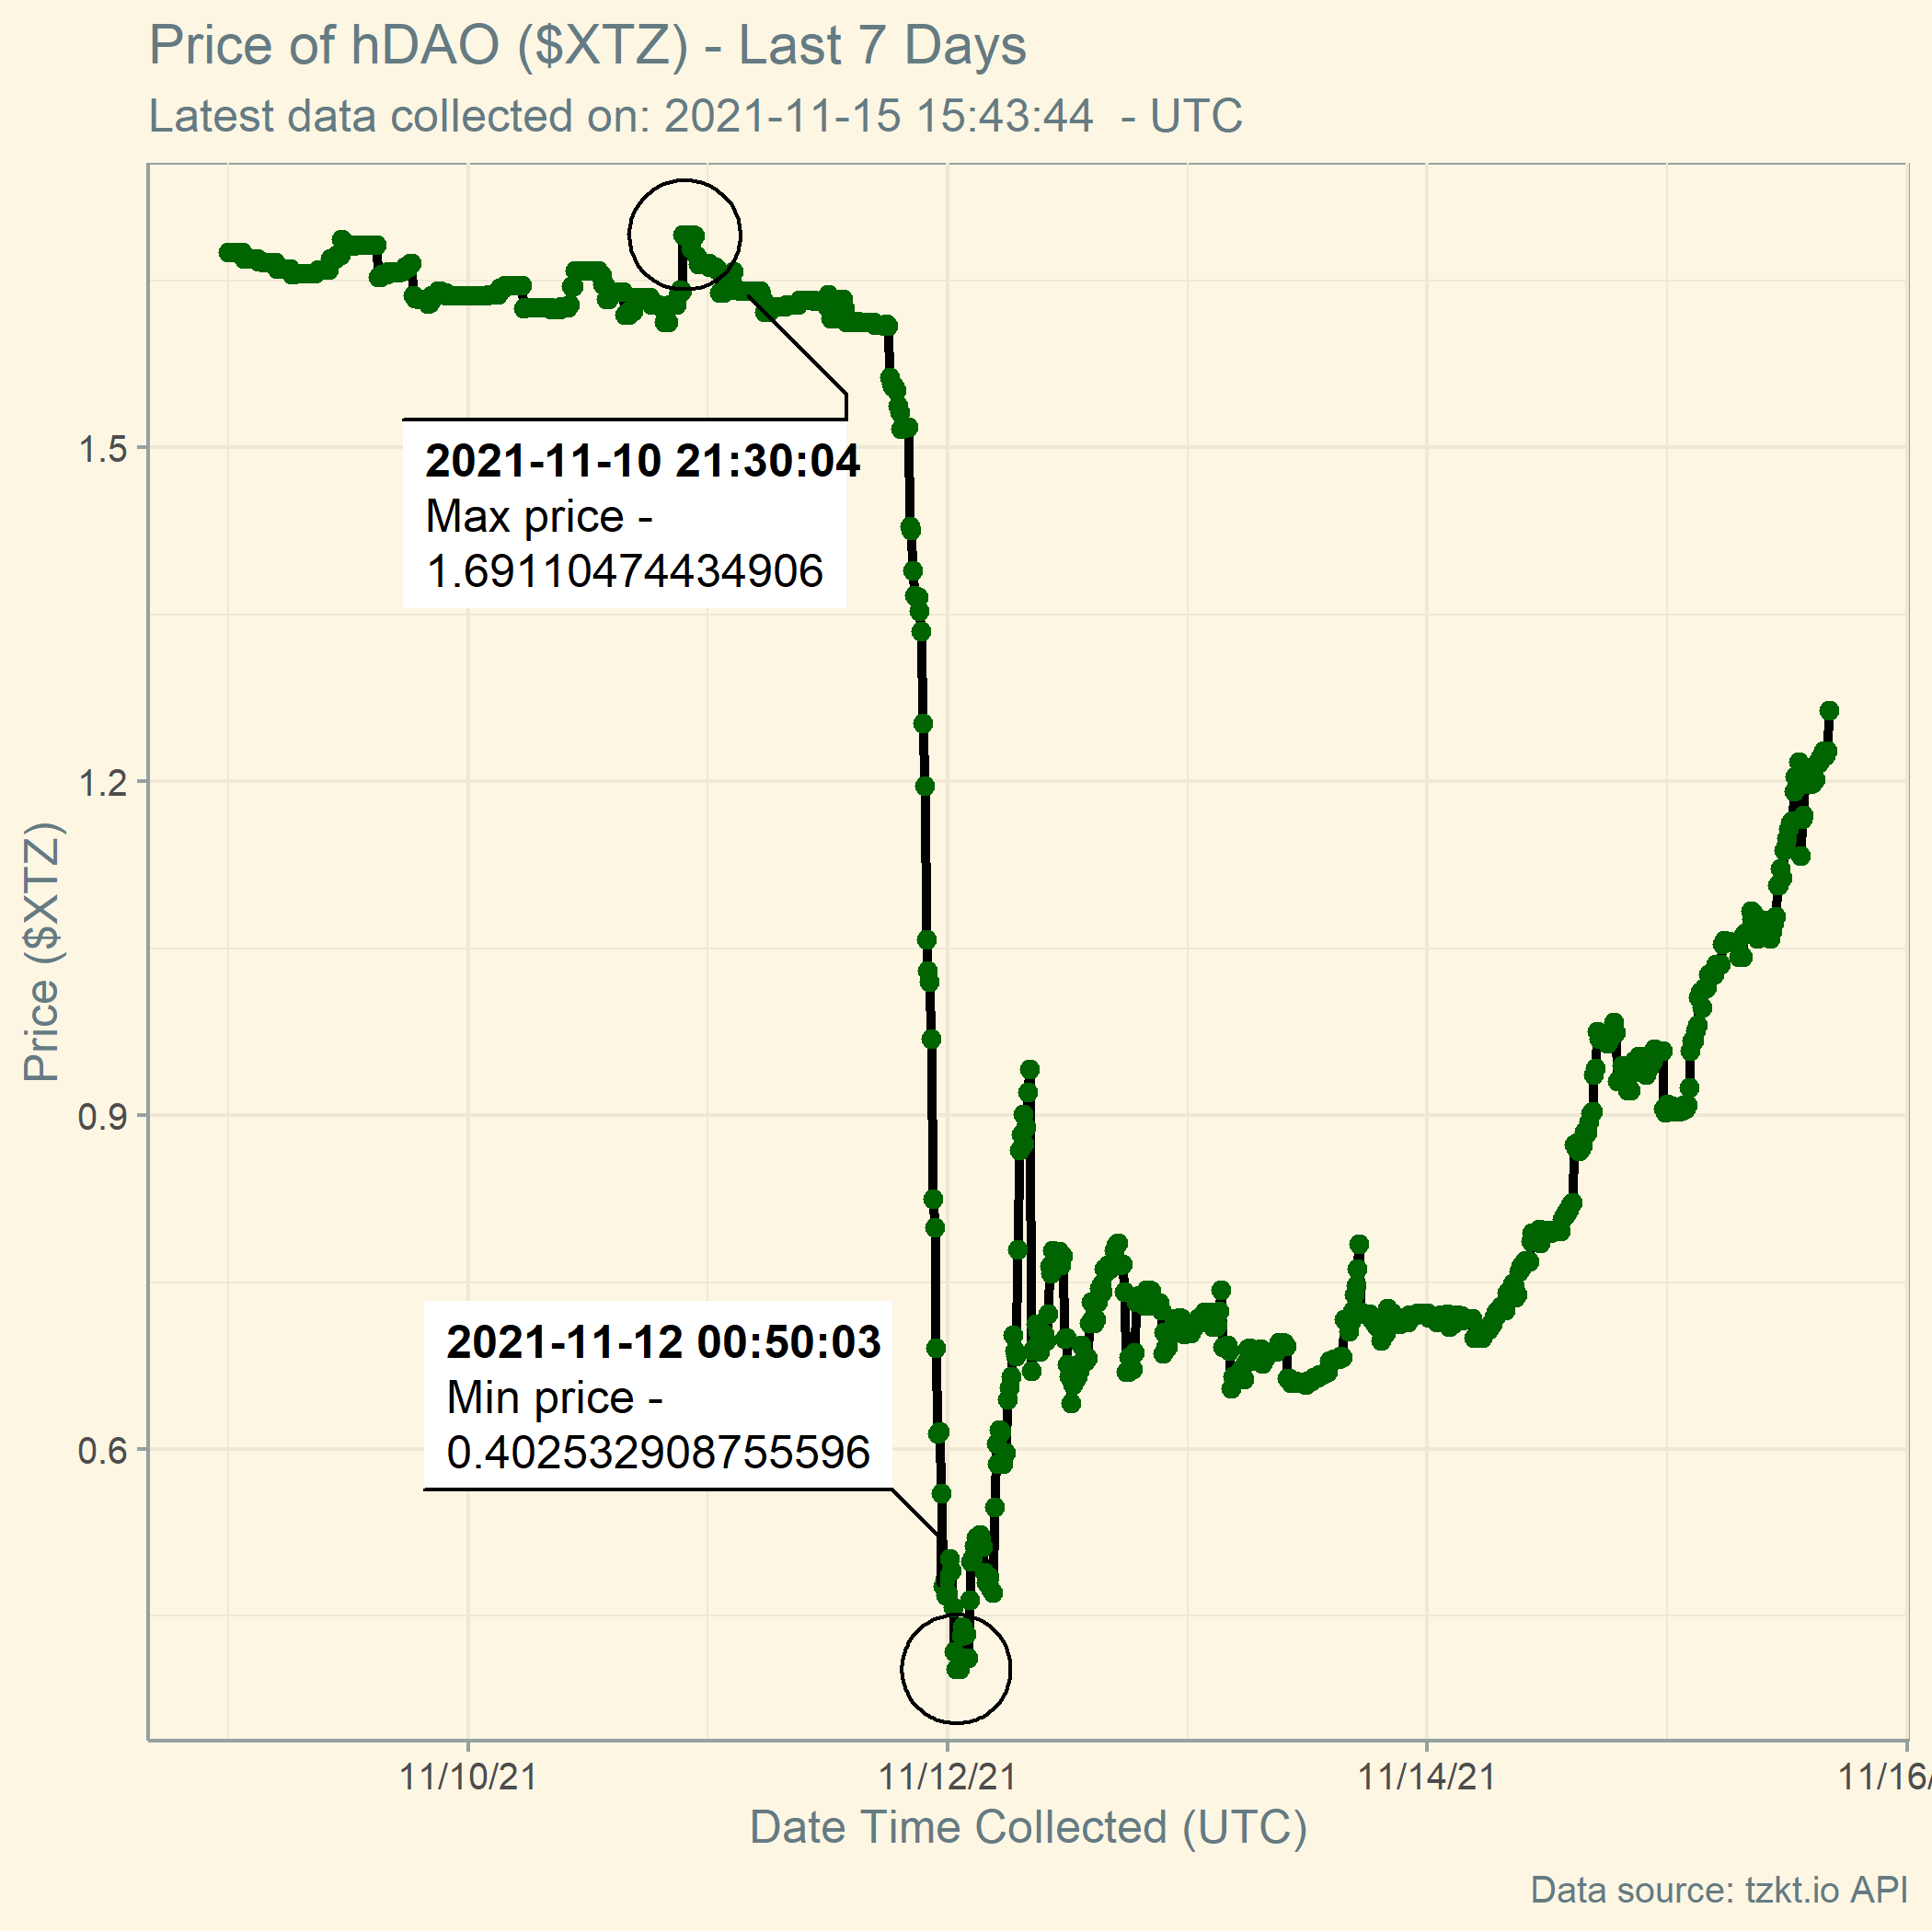 Price of hDAO ($XTZ) - Last 7 Days
Latest data collected on: 2021-11-15 15:43:44  - UTC
Price ($XTZ)
1.5
1.2
0.9
0.6
2021-11-10 21:30:04
Max price -
1.69110474434906
2021-11-12 00:50:03
Min price -
0.402532908755596
11/10/21
11/12/21
11/14/21
11/16/
Date Time Collected (UTC)
Data source: tzkt.io API